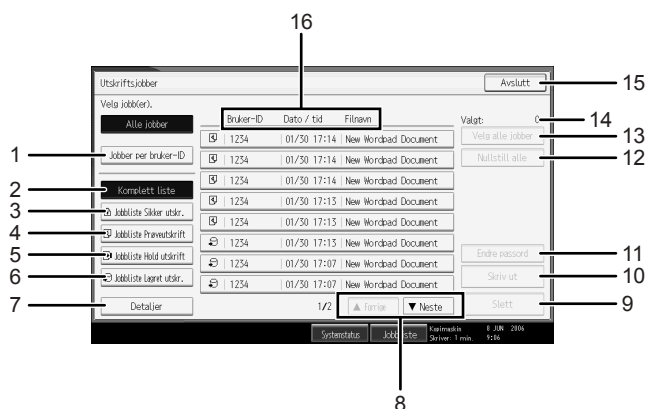 16
Utskriftsjobber
Avslutt
15
Velg jobb(er).
Alle jobber
Bruker-ID Dato / tid Filnavn
Valgt: 0
14
1234 01/30 17:14 New Wordpad Document
Velg alle jobber
13
1
Jobber per bruker-ID
1234 01/30 17:14 New Wordpad Document
Nullstill alle
12
1234 01/30 17:14 New Wordpad Document
2
Komplett liste
1234 01/30 17:13 New Wordpad Document
3
Jobbliste Sikker utskr.
1234 01/30 17:13 New Wordpad Document
4
Jobbliste Prøveutskrift
1234 01/30 17:13 New Wordpad Document
5
Jobbliste Hold utskrift
1234 01/30 17:07 New Wordpad Document
Endre passord
11
6
Jobbliste lagret utskr.
1234 01/30 17:07 New Wordpad Document
Skriv ut
10
7
Detaljer
1/2
▲ Forrige
▼ Neste
Slett
9
Systemstatus
Jobbliste
Kopimaskin
Skriver: 1 min.
8 JUN 2006
9:06
8